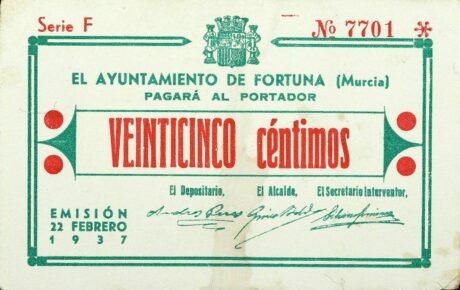 Serie F
No 7701 *
EL AYUNTAMIENTO DE FORTUNA (Murcia)
PAGARÁ AL PORTADOR
VEINTICINCO céntimos
El Depositario, El Alcalde, El Secretario Interventor,
EMISIÓN
22 FEBRERO
1937